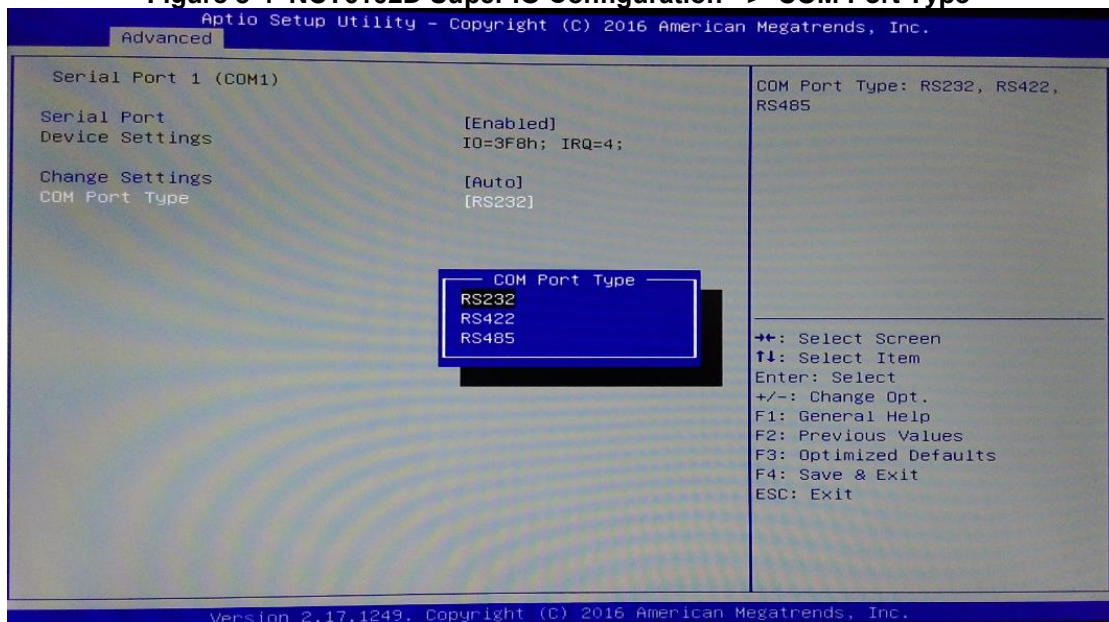 Aptio Setup Utility – Copyright (C) 2016 American Megatrends, Inc.
Advanced
Serial Port 1 (COM1)
Serial Port [Enabled]
Device Settings IO=3F8h; IRQ=4;
Change Settings [Auto]
COM Port Type [RS232]
COM Port Type
RS232
RS422
RS485
COM Port Type: RS232, RS422,
RS485
→←: Select Screen
↑↓: Select Item
Enter: Select
+/-: Change Opt.
F1: General Help
F2: Previous Values
F3: Optimized Defaults
F4: Save & Exit
ESC: Exit
Version 2.17.1249. Copyright (C) 2016 American Megatrends, Inc.